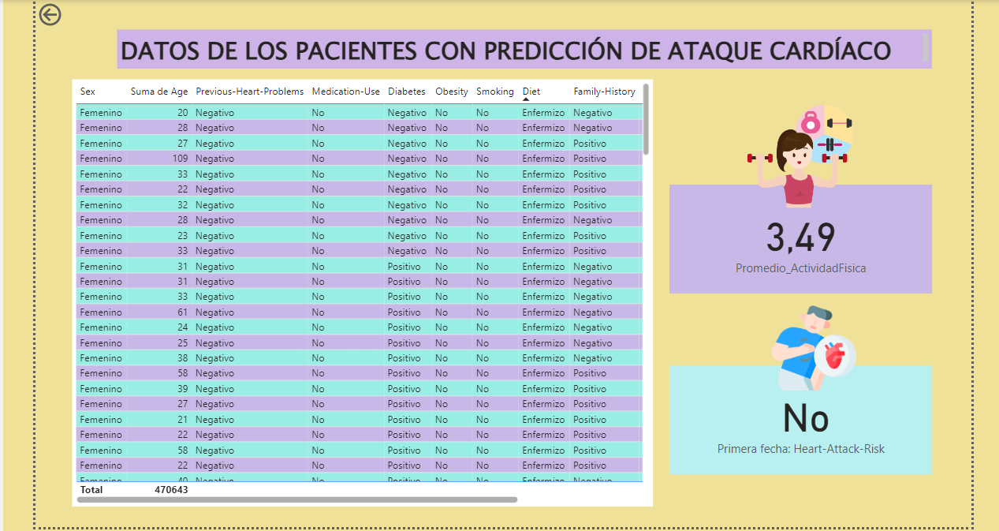 DATOS DE LOS PACIENTES CON PREDICCIÓN DE ATAQUE CARDÍACO
Sex Suma de Age Previous-Heart-Problems Medication-Use Diabetes Obesity Smoking Diet Family-History
Femenino 20 Negativo No Negativo No No Enfermizo Negativo
Femenino 28 Negativo No Negativo No No Enfermizo Negativo
Femenino 27 Negativo No Negativo No No Enfermizo Positivo
Femenino 109 Negativo No Negativo No No Enfermizo Positivo
Femenino 33 Negativo No Negativo No No Enfermizo Positivo
Femenino 22 Negativo No Negativo No No Enfermizo Positivo
Femenino 32 Negativo No Negativo No No Enfermizo Positivo
Femenino 28 Negativo No Negativo No No Enfermizo Negativo
Femenino 23 Negativo No Negativo No No Enfermizo Positivo
Femenino 33 Negativo No Negativo No No Enfermizo Positivo
Femenino 31 Negativo No Positivo No No Enfermizo Negativo
Femenino 31 Negativo No Positivo No No Enfermizo Negativo
Femenino 33 Negativo No Positivo No No Enfermizo Negativo
Femenino 61 Negativo No Positivo No No Enfermizo Negativo
Femenino 24 Negativo No Positivo No No Enfermizo Negativo
Femenino 25 Negativo No Positivo No No Enfermizo Negativo
Femenino 38 Negativo No Positivo No No Enfermizo Negativo
Femenino 58 Negativo No Positivo No No Enfermizo Positivo
Femenino 39 Negativo No Positivo No No Enfermizo Positivo
Femenino 27 Negativo No Positivo No No Enfermizo Positivo
Femenino 21 Negativo No Positivo No No Enfermizo Positivo
Femenino 22 Negativo No Positivo No No Enfermizo Positivo
Femenino 58 Negativo No Positivo No No Enfermizo Positivo
Femenino 22 Negativo No Positivo No No Enfermizo Positivo
Femenino 40 Negativo No Positivo No No Enfermizo Negativo
Total 470643
3,49
Promedio_ActividadFisica
No
Primera fecha: Heart-Attack-Risk